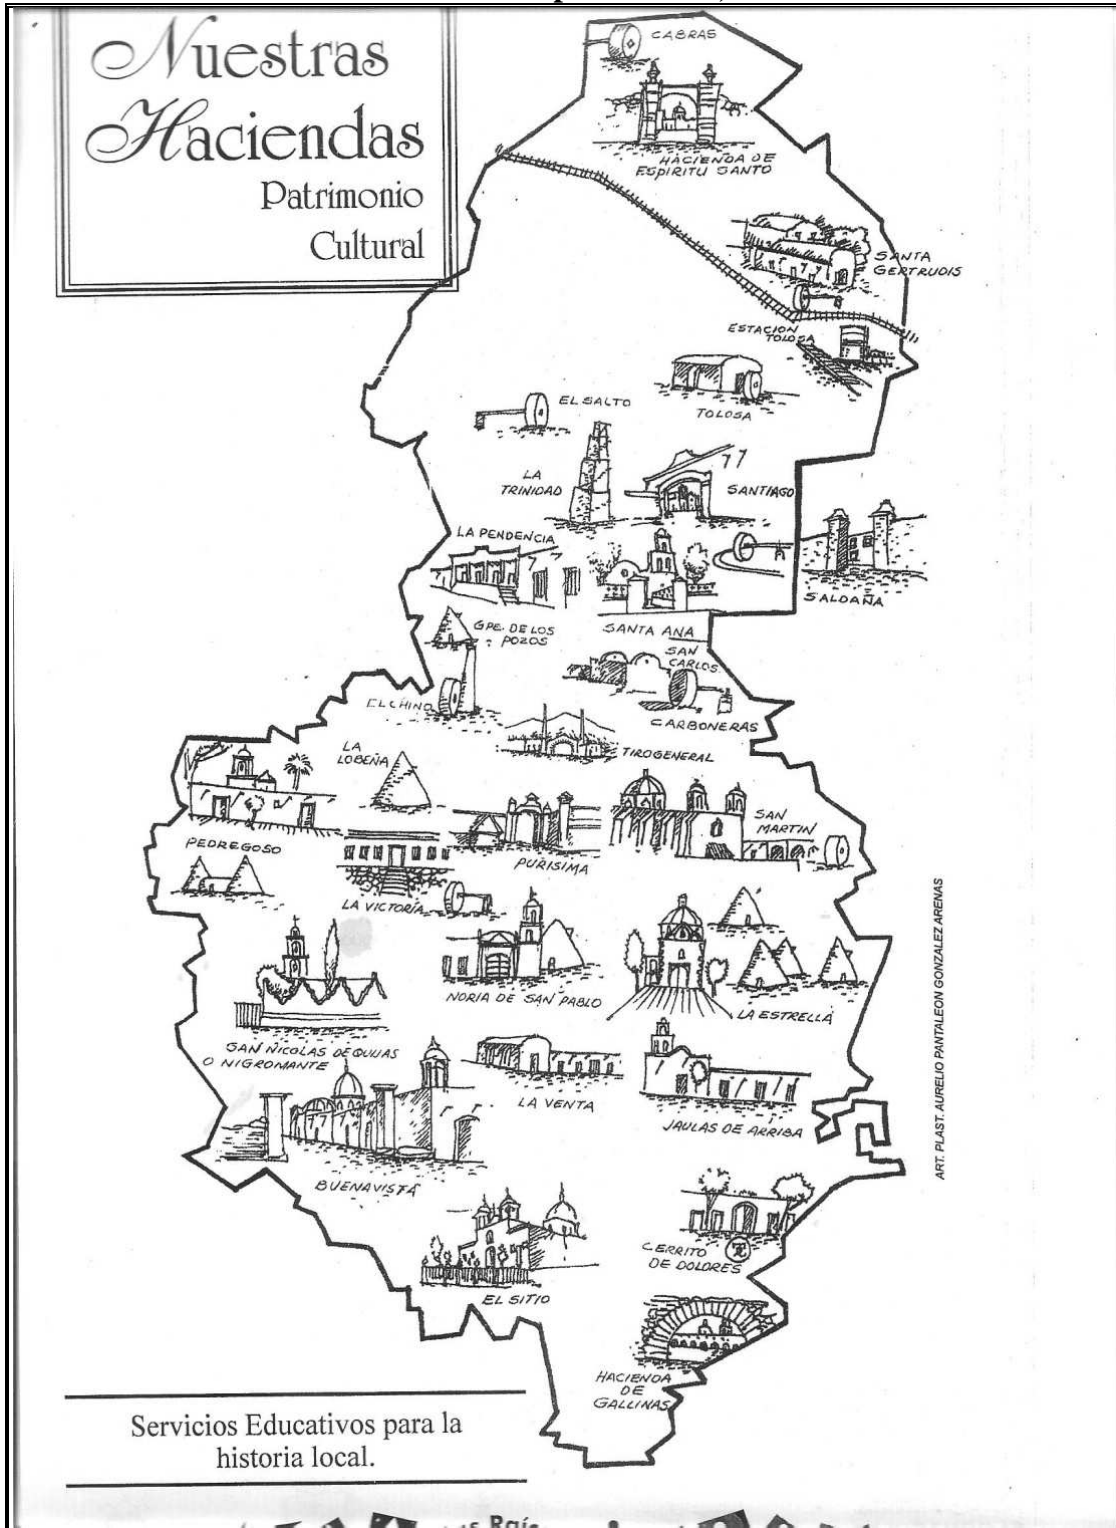 Nuestras
Haciendas
Patrimonio
Cultural
CABRAS
HACIENDA DE
ESPIRITU SANTO
SANTA
GERTRUDIS
ESTACION
TOLOSA
TOLOSA
EL SALTO
LA
TRINIDAD
SANTIAGO
LA PENDENCIA
SALDAÑA
GPE. DE LOS
POZOS
SANTA ANA
SAN
CARLOS
EL CHINO
CARBONERAS
LA
LOBEÑA
TIRO GENERAL
SAN
MARTIN
PEDREGOSO
PURISIMA
LA VICTORIA
NORIA DE SAN PABLO
LA ESTRELLA
SAN NICOLAS DE QUIJAS
O NIGROMANTE
LA VENTA
JAULAS DE ARRIBA
BUENAVISTA
CERRITO
DE DOLORES
EL SITIO
HACIENDA
DE
GALLINAS
ART. PLAST. AURELIO PANTALEON GONZALEZ ARENAS
Servicios Educativos para la
historia local.